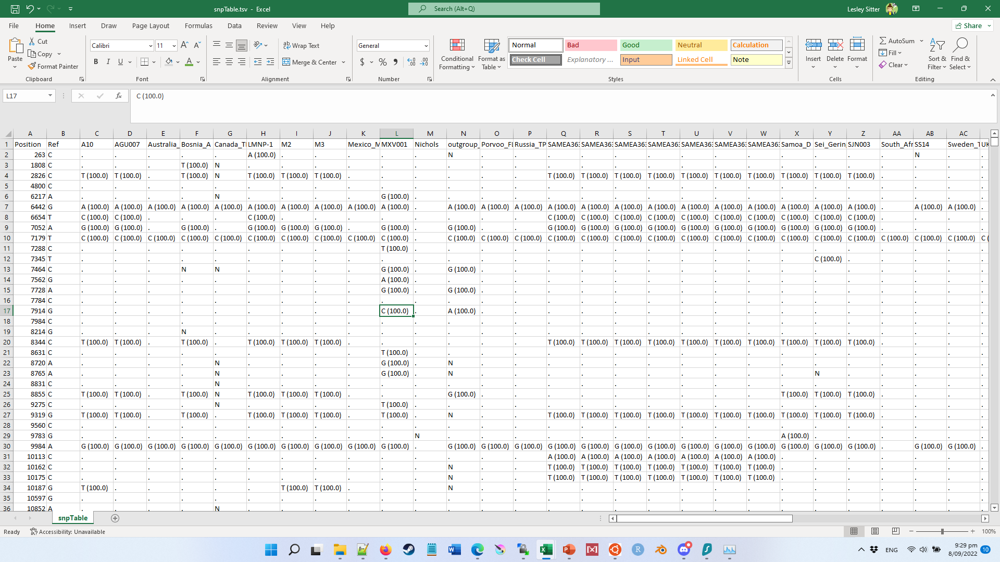 snpTable.tsv - Excel
Search (Alt+Q)
Lesley Sitter
File Home Insert Draw Page Layout Formulas Data Review View Help
Share
Paste
Cut
Copy
Format Painter
Clipboard
Calibri 11
B I U
Font
Wrap Text
Merge & Center
Alignment
General
Number
Conditional Formatting
Format as Table
Normal Bad Good Neutral Calculation
Check Cell Explanatory ... Input Linked Cell Note
Styles
Insert Delete Format
Cells
AutoSum
Fill
Clear
Sort & Filter
Find & Select
Editing
L17
fx
C (100.0)
A B C D E F G H I J K L M N O P Q R S T U V W X Y Z AA AB AC
1 Position Ref A10 AGU007 Australia_ Bosnia_A Canada_T LMNP-1 M2 M3 Mexico_M MXV001 Nichols outgroup_ Porvoo_Fl Russia_TP SAMEA363 SAMEA363 SAMEA363 SAMEA363 SAMEA363 SAMEA363 SAMEA363 Samoa_D Sei_Gerin SJN003 South_Afr SS14 Sweden_T UK
2 263 C . . . . . A (100.0) . . . . . N . . . . . . . . . . . . . N . .
3 1808 C . . . T (100.0) N . . . . . . . . . . . . . . . . . . . . . . .
4 2826 C T (100.0) T (100.0) . T (100.0) N T (100.0) T (100.0) T (100.0) . . . . . . T (100.0) T (100.0) T (100.0) T (100.0) T (100.0) T (100.0) T (100.0) T (100.0) T (100.0) T (100.0) . . . .
5 4800 C . . . . . . . . . . . . . . . . . . . . . . . . . . . .
6 6217 A . . . . N . . . . G (100.0) . . . . . . . . . . . . . . . . . .
7 6442 G A (100.0) A (100.0) A (100.0) A (100.0) A (100.0) A (100.0) A (100.0) A (100.0) A (100.0) A (100.0) . A (100.0) A (100.0) A (100.0) A (100.0) A (100.0) A (100.0) A (100.0) A (100.0) A (100.0) A (100.0) A (100.0) A (100.0) A (100.0) . A (100.0) A (100.0) .
8 6654 T C (100.0) C (100.0) . . . C (100.0) . . . . . . . . C (100.0) C (100.0) C (100.0) C (100.0) C (100.0) C (100.0) C (100.0) C (100.0) C (100.0) C (100.0) . . . .
9 7052 A G (100.0) G (100.0) . G (100.0) . G (100.0) G (100.0) G (100.0) . G (100.0) . G (100.0) . . G (100.0) G (100.0) G (100.0) G (100.0) G (100.0) G (100.0) G (100.0) G (100.0) G (100.0) G (100.0) . . . .
10 7179 T C (100.0) C (100.0) C (100.0) C (100.0) C (100.0) C (100.0) C (100.0) C (100.0) C (100.0) C (100.0) . C (100.0) C (100.0) C (100.0) C (100.0) C (100.0) C (100.0) C (100.0) C (100.0) C (100.0) C (100.0) C (100.0) C (100.0) C (100.0) C (100.0) C (100.0) C (100.0) C (
11 7288 C . . . . . . . . . T (100.0) . . . . . . . . . . . . . . . . . .
12 7345 T . . . . . . . . . . . . . . . . . . . . . . C (100.0) . . . . .
13 7464 C . . . N N . . . . G (100.0) . G (100.0) . . . . . . . . . . . . . . . .
14 7562 G . . . . . . . . . A (100.0) . . . . . . . . . . . . . . . . . .
15 7728 A . . . . . . . . . G (100.0) . G (100.0) . . . . . . . . . . . . . . . .
16 7784 C . . . . . . . . . . . . . . . . . . . . . . . . . . . .
17 7914 G . . . . . . . . . C (100.0) . A (100.0) . . . . . . . . . . . . . . . .
18 7984 C . . . . . . . . . . . . . . . . . . . . . . . . . . . .
19 8214 G . . . N . . . . . . . . . . . . . . . . . . . . . . . .
20 8344 C T (100.0) T (100.0) . T (100.0) . T (100.0) T (100.0) T (100.0) . . . . . . T (100.0) T (100.0) T (100.0) T (100.0) T (100.0) T (100.0) T (100.0) T (100.0) T (100.0) T (100.0) . . . .
21 8631 C . . . . . . . . . T (100.0) . . . . . . . . . . . . . . . . . .
22 8720 A . . . . N . . . . G (100.0) . N . . . . . . . . . . . . . . . .
23 8765 A . . . . N . . . . G (100.0) . N . . . . . . . . . . N . . . . .
24 8831 C . . . . N . . . . . . . . . . . . . . . . . . . . . . .
25 8855 C T (100.0) T (100.0) . T (100.0) N T (100.0) T (100.0) T (100.0) . . . G (100.0) . . . . . . . . . T (100.0) T (100.0) T (100.0) . . . .
26 9275 C . . . . N . . . . T (100.0) . . . . . . . . . . . . . . . . . .
27 9319 G T (100.0) T (100.0) . T (100.0) . T (100.0) T (100.0) T (100.0) . T (100.0) . N . . T (100.0) T (100.0) T (100.0) T (100.0) T (100.0) T (100.0) T (100.0) T (100.0) T (100.0) T (100.0) . . . .
28 9560 C . . . . . . . . . . . . . . . . . . . . . . . . . . . .
29 9783 G . . . . . . . . . . N . . . . . . . . . . A (100.0) . . . . . .
30 9984 A G (100.0) G (100.0) G (100.0) G (100.0) G (100.0) G (100.0) G (100.0) G (100.0) G (100.0) G (100.0) . G (100.0) G (100.0) G (100.0) G (100.0) G (100.0) G (100.0) G (100.0) G (100.0) G (100.0) G (100.0) G (100.0) G (100.0) G (100.0) . G (100.0) G (100.0) .
31 10113 C . . . . . . . . . . . . . . A (100.0) A (100.0) A (100.0) A (100.0) A (100.0) A (100.0) A (100.0) . . . . . . .
32 10162 C . . . . . . . . . . . N . . T (100.0) T (100.0) T (100.0) T (100.0) T (100.0) T (100.0) T (100.0) . . . . . . .
33 10175 C . . . . . . . . . . . N . . T (100.0) T (100.0) T (100.0) T (100.0) T (100.0) T (100.0) T (100.0) . . . . . . .
34 10187 G T (100.0) . . . . . T (100.0) T (100.0) . . . N . . . . . . . . . . . . . . . .
35 10597 G . . . . . . . . . . . . . . . . . . . . . . . . . . . .
36 10852 A . . . . N . . . . . . . . . . . . . . . . . . . . . . .
snpTable
Ready Accessibility: Unavailable
100%
ENG
9:29 pm
8/09/2022
10